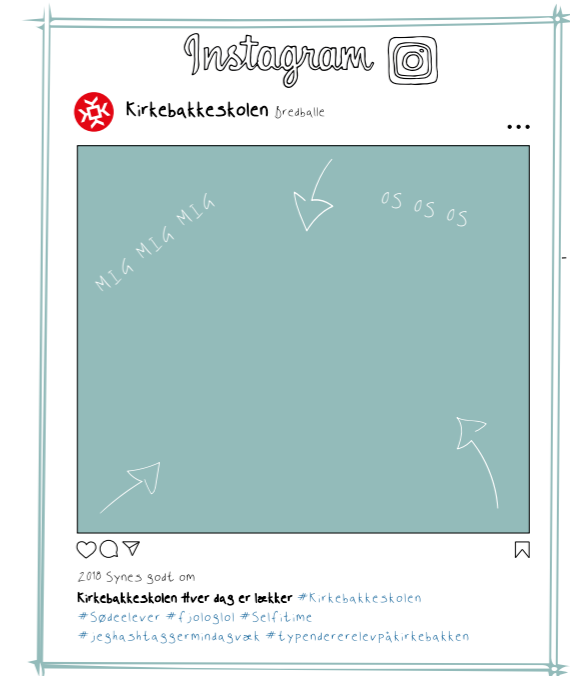 Instagram
Kirkebakkeskolen Bredballe
MIG MIG MIG
OS OS OS
2018 Synes godt om
Kirkebakkeskolen Hver dag er lækker #Kirkebakkeskolen
#Sødeelever #fjologlol #Selfitime
#jeghashtaggermindagvæk #typendererelevpåkirkebakken